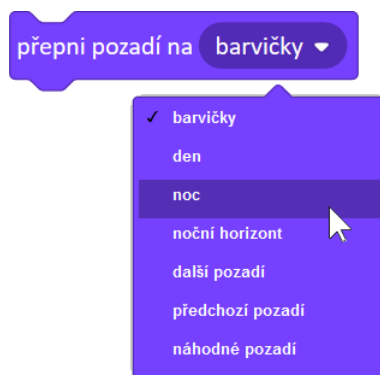 přepni pozadí na barvičky
barvičky
den
noc
noční horizont
další pozadí
předchozí pozadí
náhodné pozadí